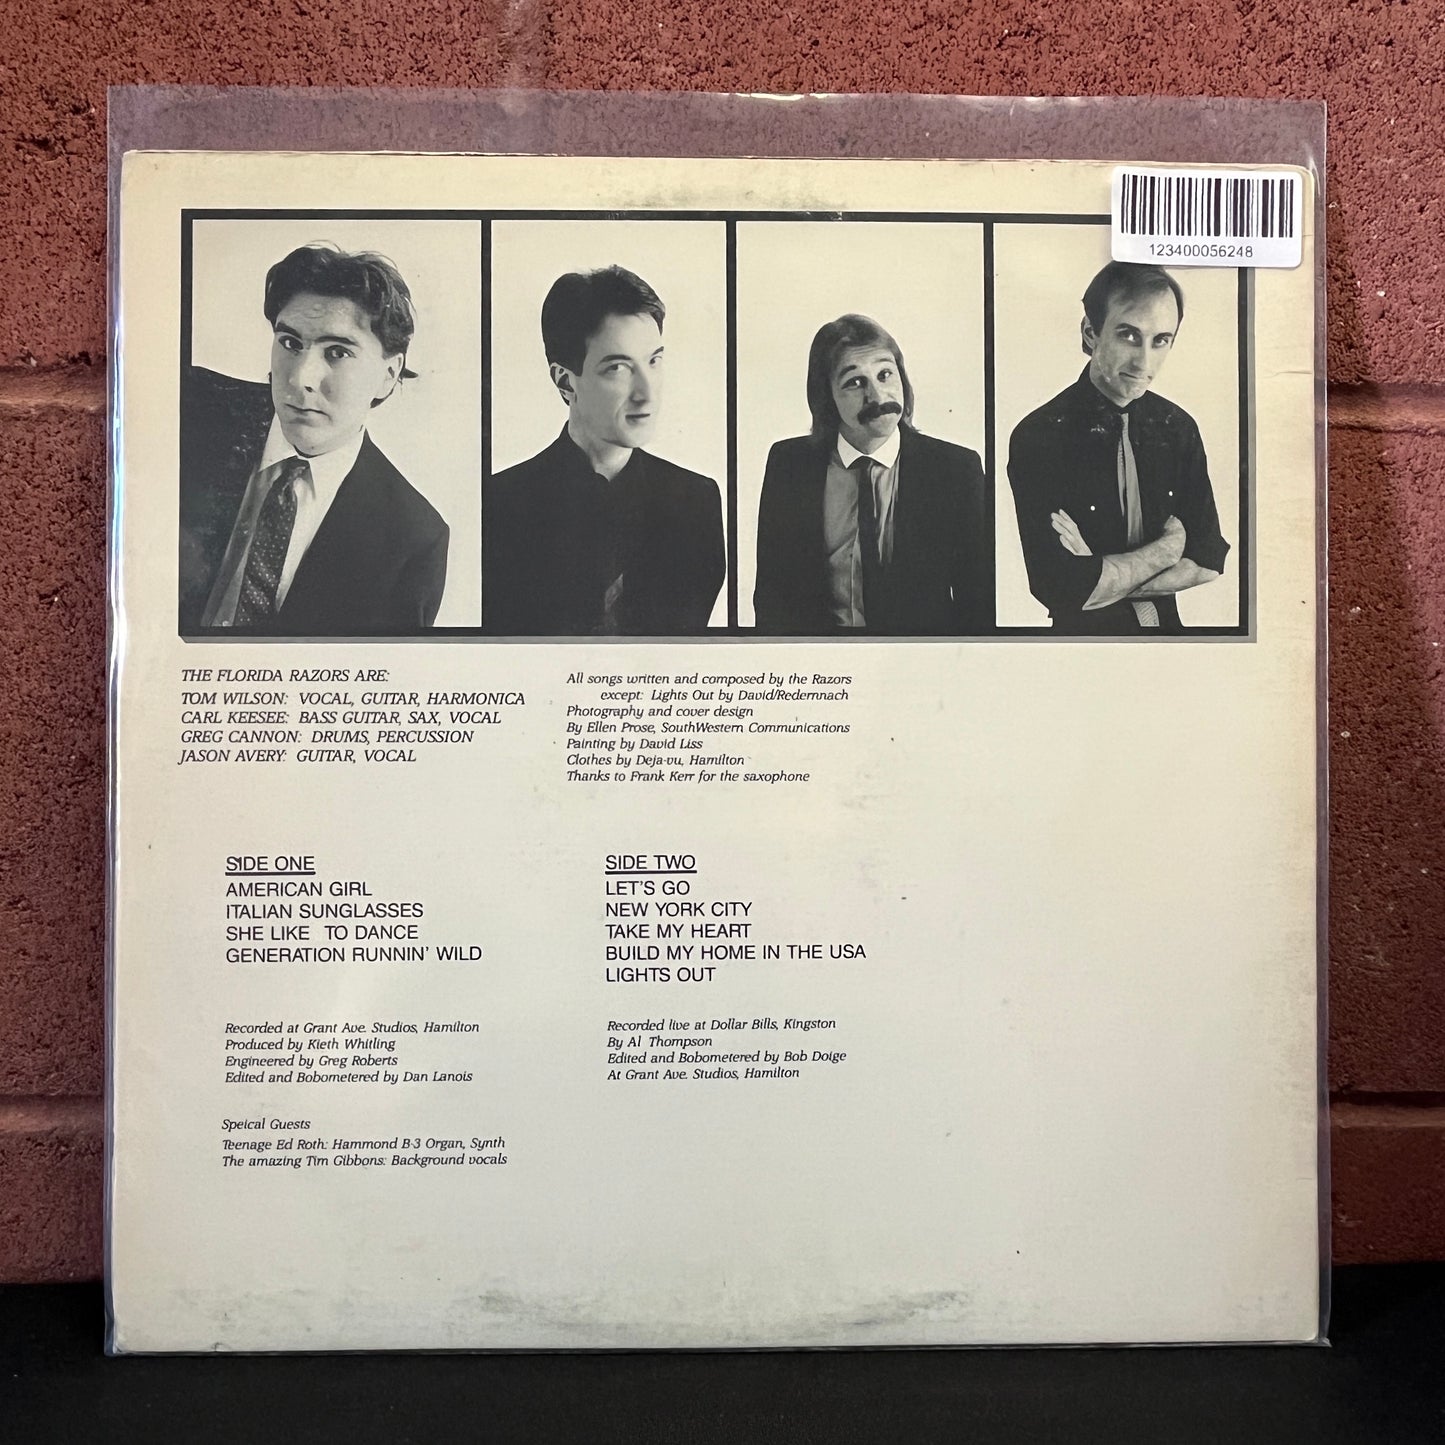 123400056248
THE FLORIDA RAZORS ARE:
TOM WILSON: VOCAL, GUITAR, HARMONICA
CARL KEESEE: BASS GUITAR, SAX, VOCAL
GREG CANNON: DRUMS, PERCUSSION
JASON AVERY: GUITAR, VOCAL
All songs written and composed by the Razors
except: Lights Out by David/Redernnach
Photography and cover design
By Ellen Prose, SouthWestern Communications
Painting by David Liss
Clothes by Deja-vu, Hamilton
Thanks to Frank Kerr for the saxophone
SIDE ONE
AMERICAN GIRL
ITALIAN SUNGLASSES
SHE LIKE TO DANCE
GENERATION RUNNIN' WILD
SIDE TWO
LET'S GO
NEW YORK CITY
TAKE MY HEART
BUILD MY HOME IN THE USA
LIGHTS OUT
Recorded at Grant Ave. Studios, Hamilton
Produced by Kieth Whitling
Engineered by Greg Roberts
Edited and Bobometered by Dan Lanois
Recorded live at Dollar Bills, Kingston
By Al Thompson
Edited and Bobometered by Bob Doige
At Grant Ave. Studios, Hamilton
Speical Guests
Teenage Ed Roth: Hammond B-3 Organ, Synth
The amazing Tim Gibbons: Background vocals